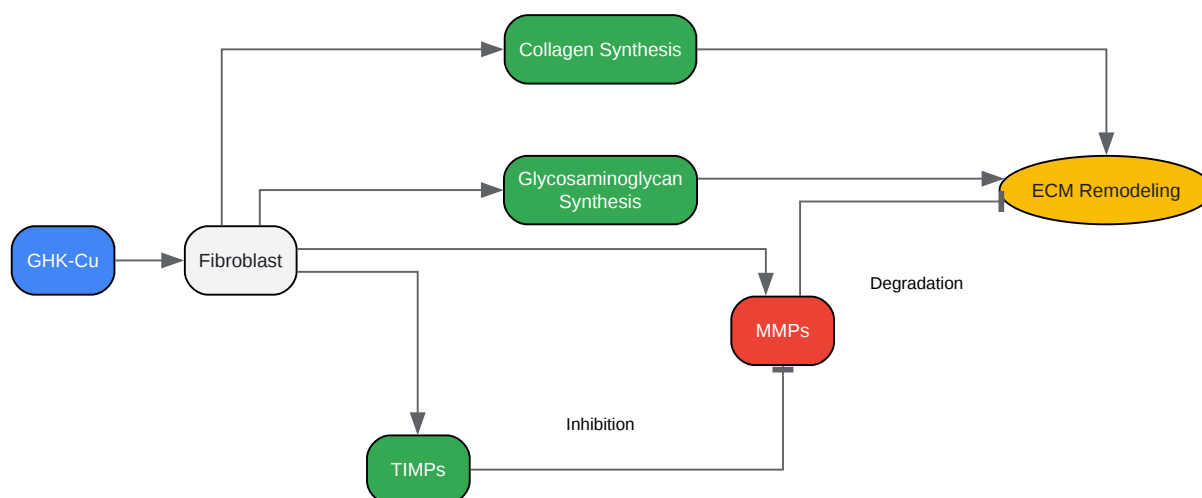 Collagen Synthesis
Glycosaminoglycan
Synthesis
ECM Remodeling
GHK-Cu
Fibroblast
Degradation
MMPs
Inhibition
TIMPs